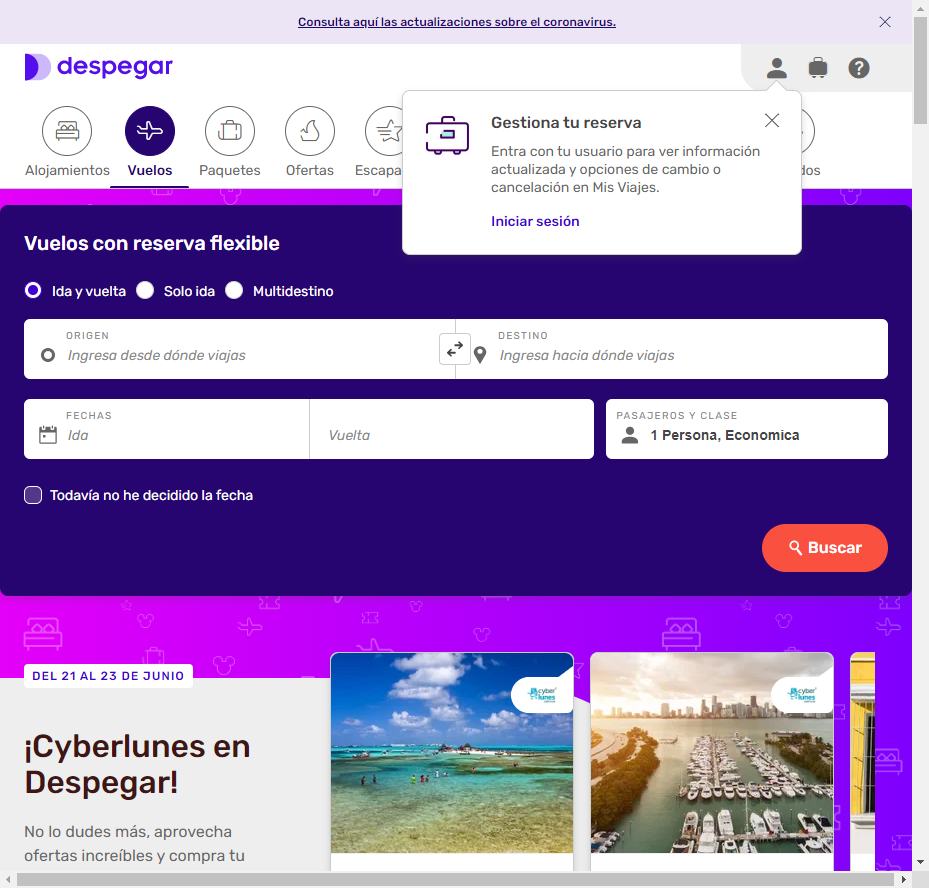 Consulta aquí las actualizaciones sobre el coronavirus.
despegar
Alojamientos
Vuelos
Paquetes
Ofertas
Escapa
dos
Gestiona tu reserva
Entra con tu usuario para ver información
actualizada y opciones de cambio o
cancelación en Mis Viajes.
Iniciar sesión
Vuelos con reserva flexible
Ida y vuelta
Solo ida
Multidestino
ORIGEN
Ingresa desde dónde viajas
DESTINO
Ingresa hacia dónde viajas
FECHAS
Ida
Vuelta
PASAJEROS Y CLASE
1 Persona, Economica
Todavía no he decidido la fecha
Buscar
DEL 21 AL 23 DE JUNIO
¡Cyberlunes en
Despegar!
No lo dudes más, aprovecha
ofertas increíbles y compra tu
cyber
lunes
cyber
lunes